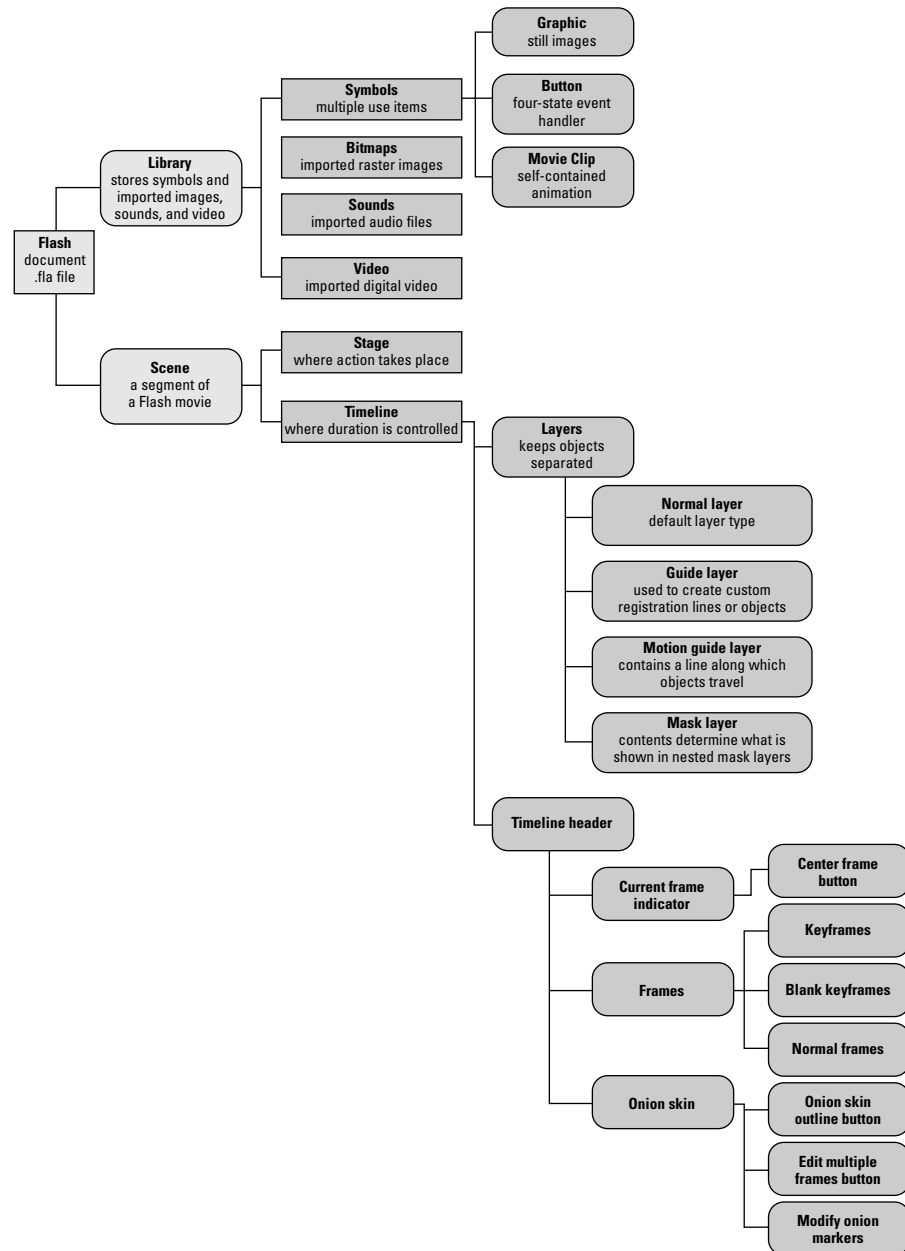 Graphic
still images
Symbols
multiple use items
Button
four-state event
handler
Bitmaps
imported raster images
Movie Clip
self-contained
animation
Library
stores symbols and
imported images,
sounds, and video
Sounds
imported audio files
Flash
document
.fla file
Video
imported digital video
Stage
where action takes place
Scene
a segment of
a Flash movie
Timeline
where duration is controlled
Layers
keeps objects
separated
Normal layer
default layer type
Guide layer
used to create custom
registration lines or objects
Motion guide layer
contains a line along which
objects travel
Mask layer
contents determine what is
shown in nested mask layers
Timeline header
Current frame
indicator
Center frame
button
Keyframes
Frames
Blank keyframes
Normal frames
Onion skin
Onion skin
outline button
Edit multiple
frames button
Modify onion
markers